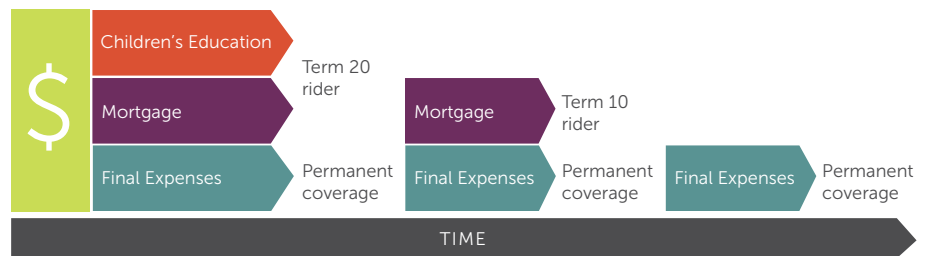 $
Children's Education
Term 20
rider
Mortgage
Mortgage
Term 10
rider
Final Expenses
Permanent
coverage
Final Expenses
Permanent
coverage
Final Expenses
Permanent
coverage
TIME